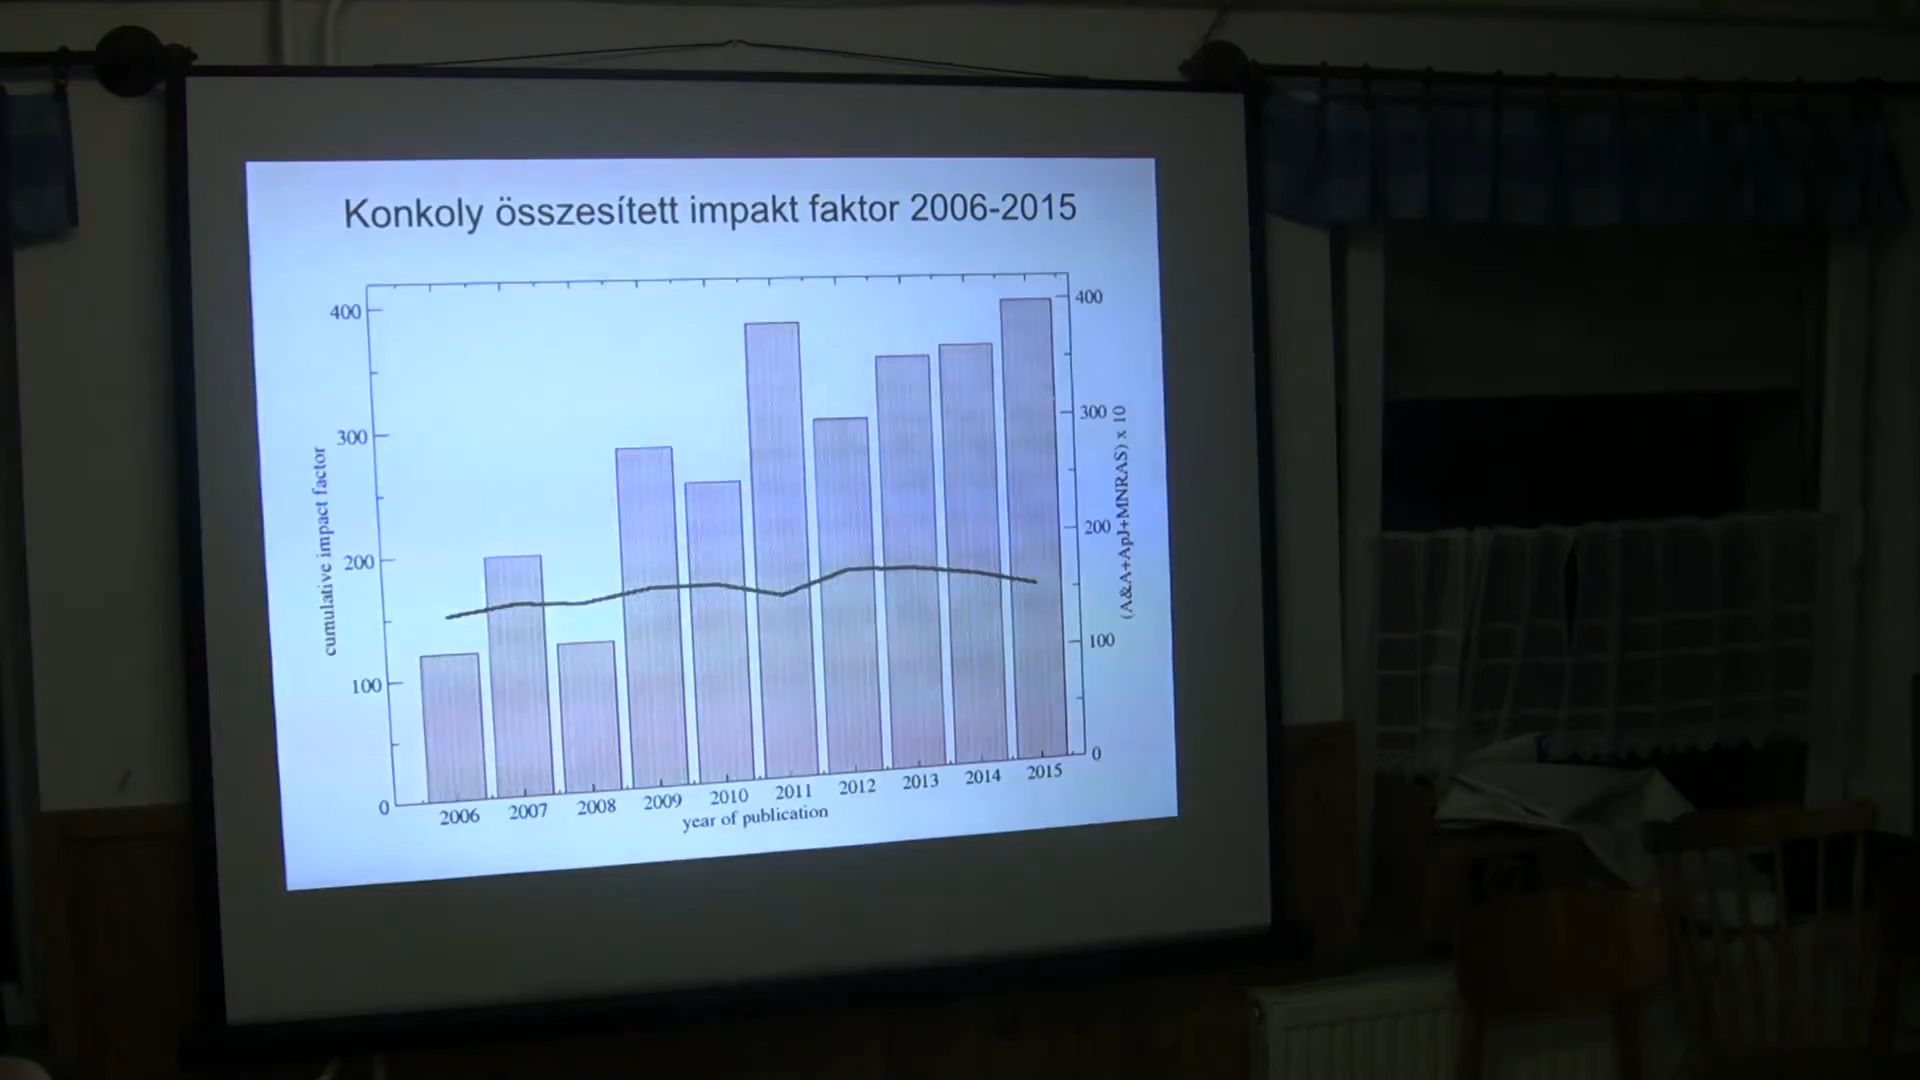 Konkoly összesített impakt faktor 2006-2015
400
300
200
100
0
cumulative impact factor
400
300
200
100
0
(A&A+ApJ+MNRAS) x 10
2006 2007 2008 2009 2010 2011 2012 2013 2014 2015
year of publication